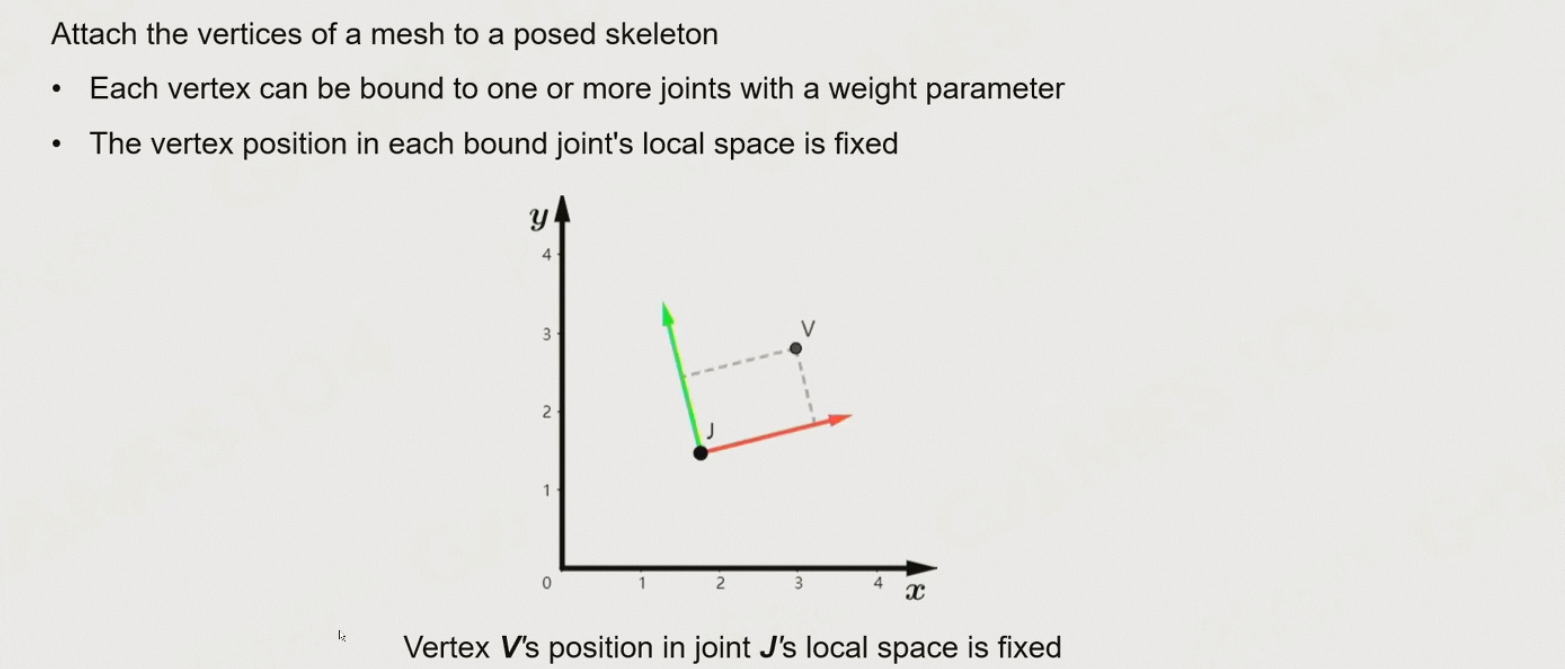 Attach the vertices of a mesh to a posed skeleton
• Each vertex can be bound to one or more joints with a weight parameter
• The vertex position in each bound joint's local space is fixed
y
4
3
V
2
J
1
0 1 2 3 4
x
Vertex V's position in joint J's local space is fixed